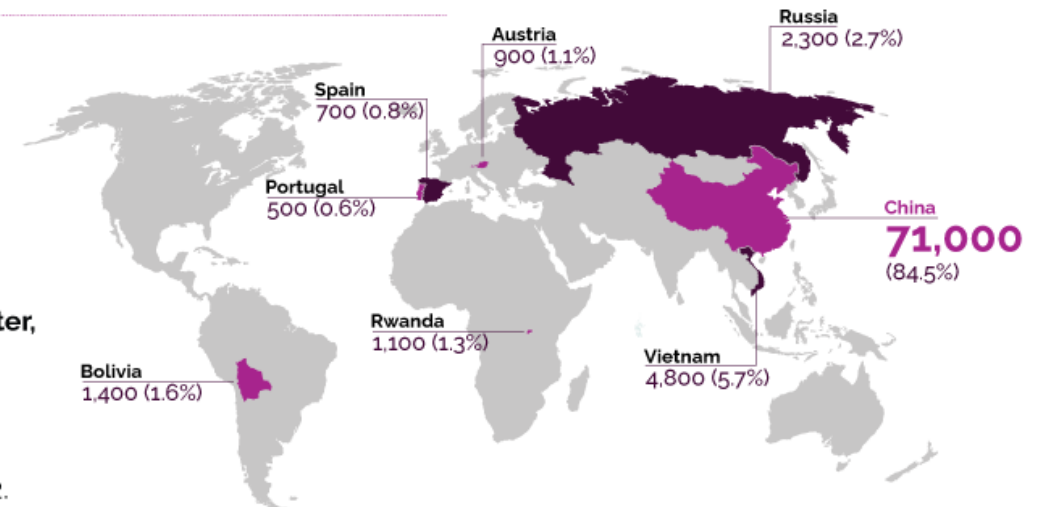 Russia
2,300 (2.7%)
Austria
900 (1.1%)
Spain
700 (0.8%)
Portugal
500 (0.6%)
China
71,000
(84.5%)
ter,
Rwanda
1,100 (1.3%)
Vietnam
4,800 (5.7%)
Bolivia
1,400 (1.6%)